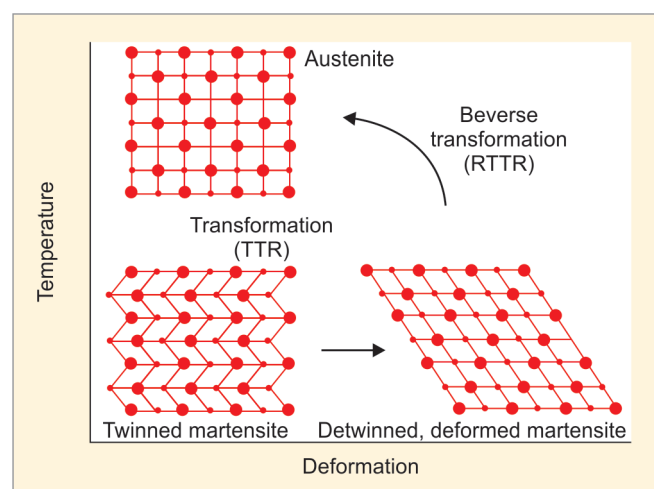 Austenite
Beverse
transformation
(RTTR)
Temperature
Transformation
(TTR)
Twinned martensite
Detwinned, deformed martensite
Deformation